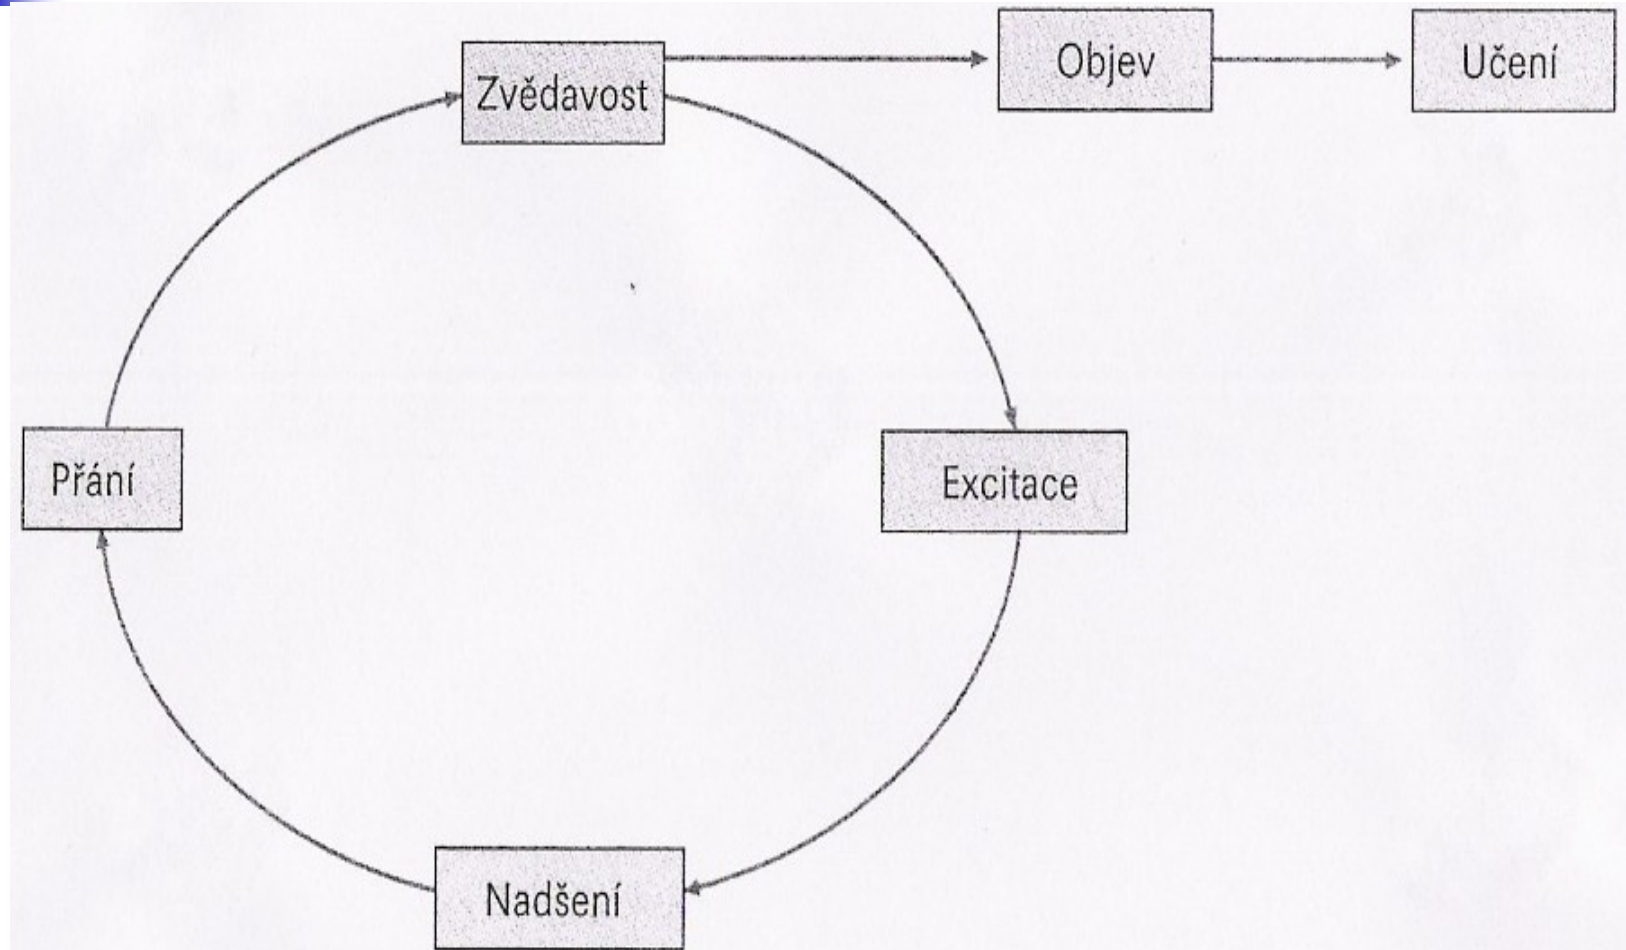 Zvědavost
Objev
Učení
Přání
Excitace
Nadšení